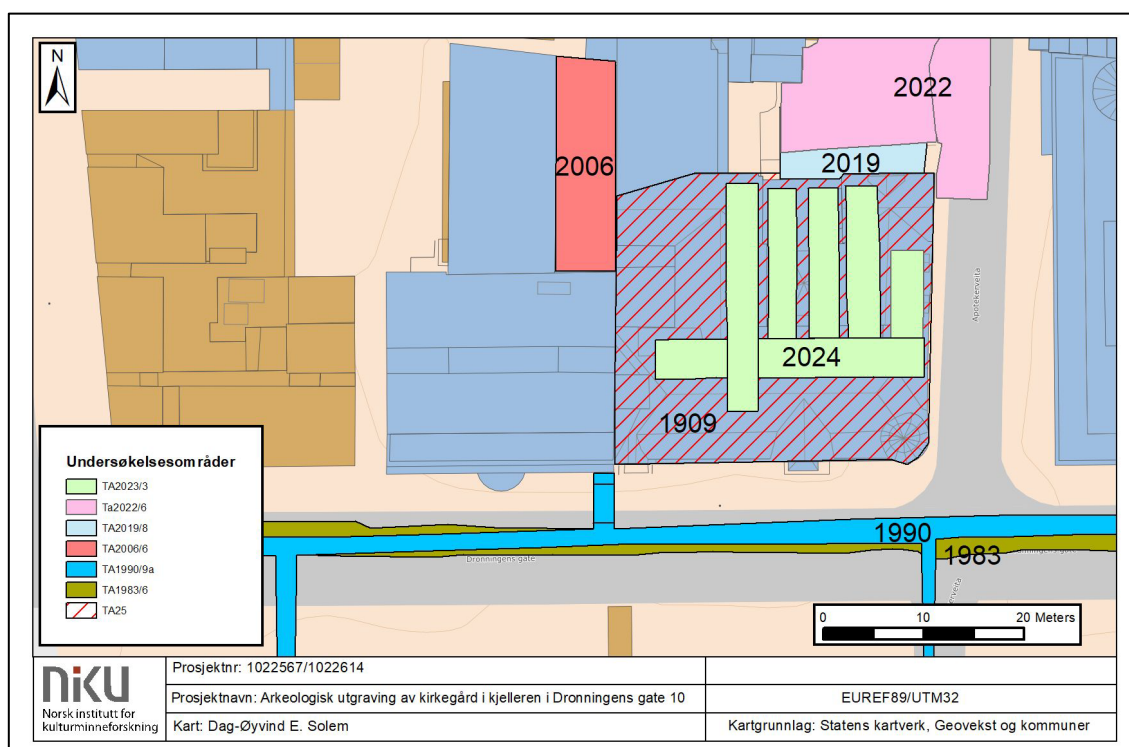 N
2022
2006
2019
2024
1909
1990
1983
Apotekerveita
Dronningens gate
Undersøkelsesområder
TA2023/3
Ta2022/6
TA2019/8
TA2006/6
TA1990/9a
TA1983/6
TA25
0 10 20 Meters
niku
Norsk institutt for
kulturminneforskning
Prosjektnr: 1022567/1022614
Prosjektnavn: Arkeologisk utgraving av kirkegård i kjelleren i Dronningens gate 10
EUREF89/UTM32
Kart: Dag-Øyvind E. Solem
Kartgrunnlag: Statens kartverk, Geovekst og kommuner